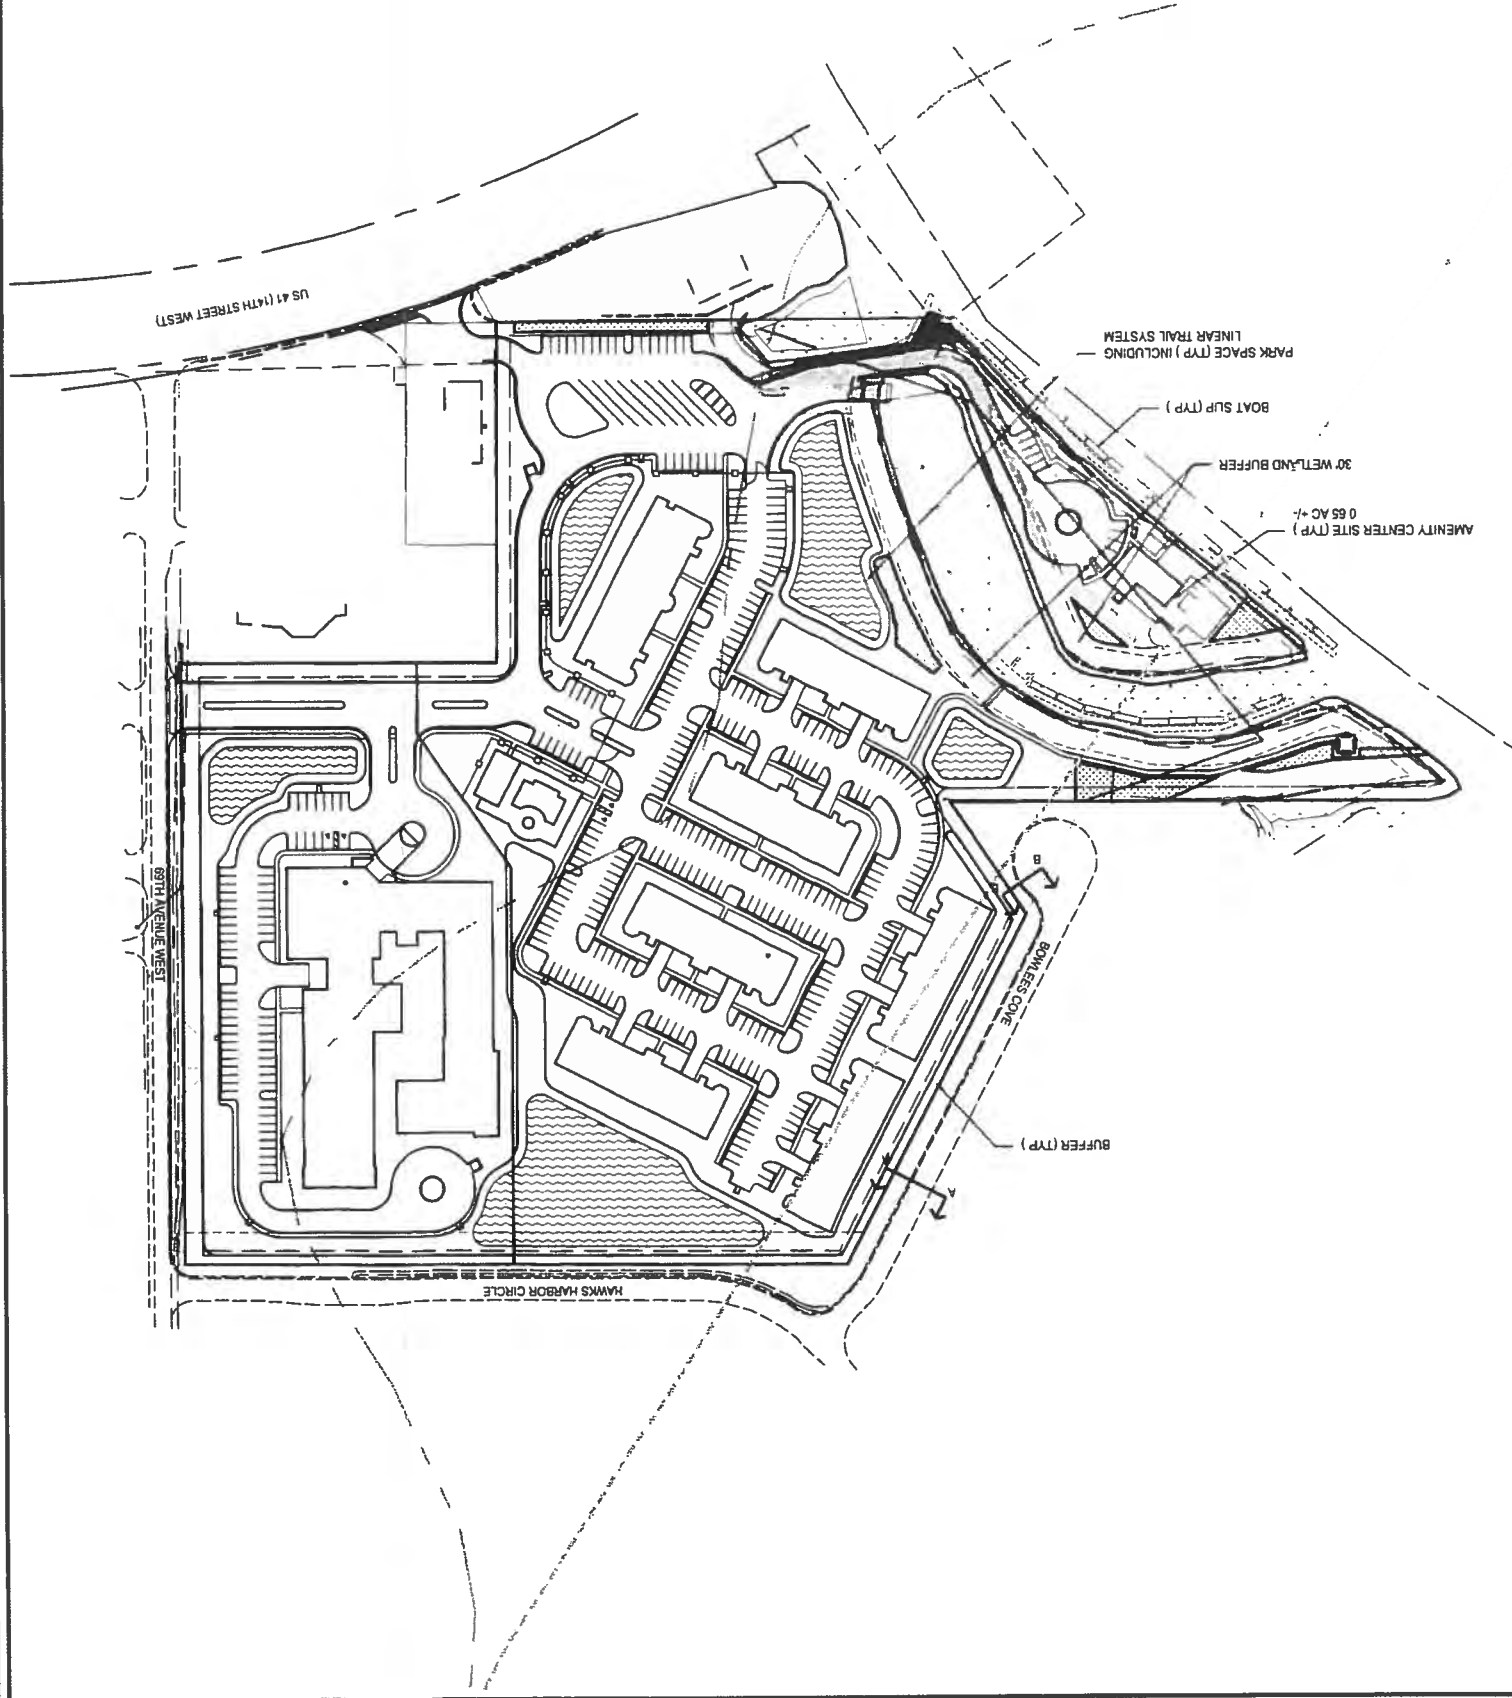 US 41 (14TH STREET WEST)
PARK SPACE (TYP ) INCLUDING
LINEAR TRAIL SYSTEM
BOAT SLIP (TYP )
30' WETLAND BUFFER
AMENITY CENTER SITE (TYP )
0 65 AC +/-
69TH AVENUE WEST
B
BOWLEES COVE
BUFFER (TYP )
A
HAWKS HARBOR CIRCLE